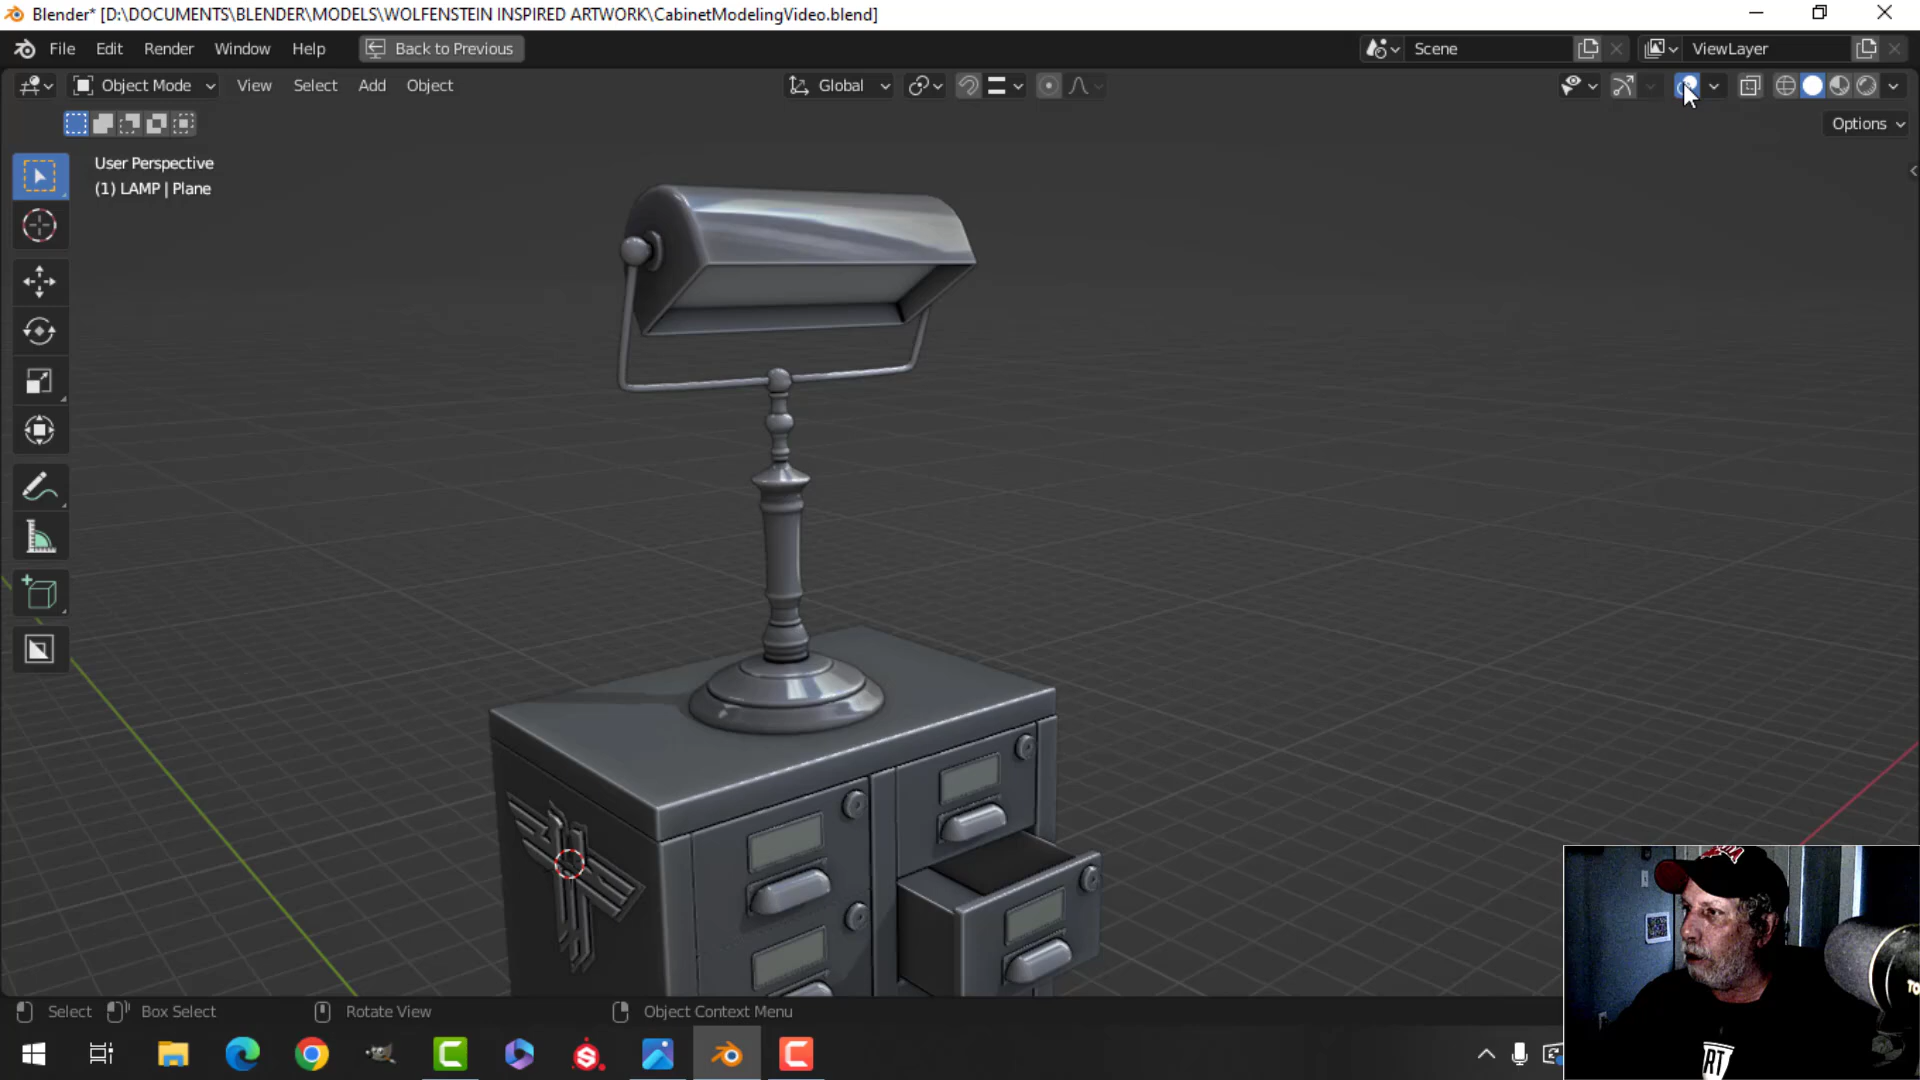 Blender* [D:\DOCUMENTS\BLENDER\MODELS\WOLFENSTEIN INSPIRED ARTWORK\CabinetModelingVideo.blend]
File Edit Render Window Help Back to Previous Scene ViewLayer
Object Mode View Select Add Object Global
Options
User Perspective
(1) LAMP | Plane
Select Box Select Rotate View Object Context Menu